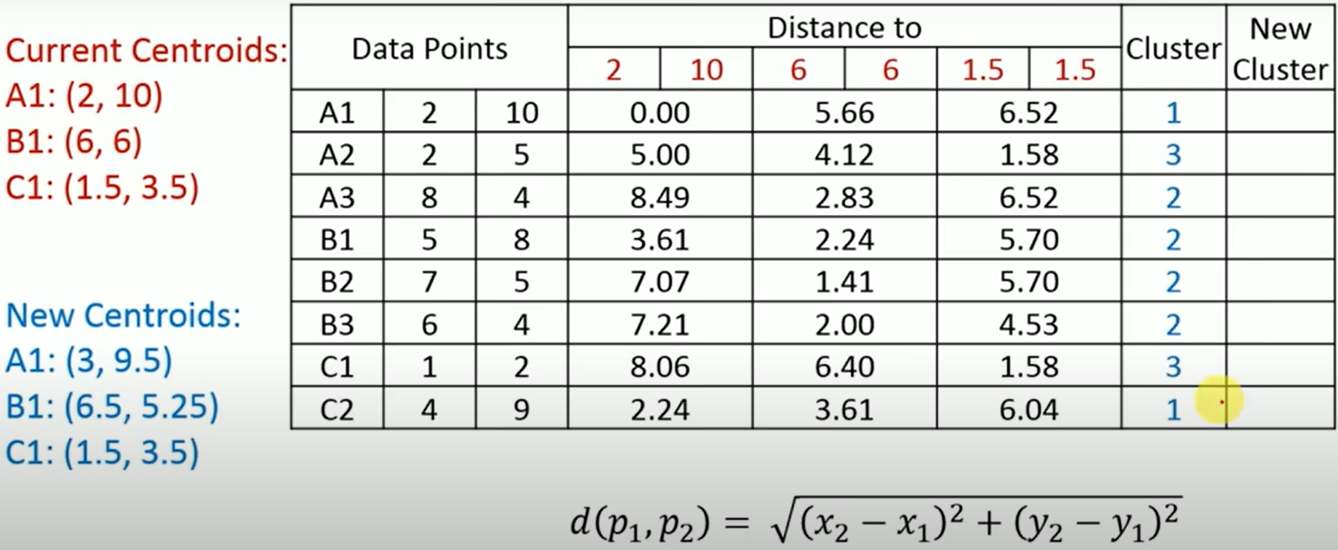 Current Centroids:
A1: (2, 10)
B1: (6, 6)
C1: (1.5, 3.5)
New Centroids:
A1: (3, 9.5)
B1: (6.5, 5.25)
C1: (1.5, 3.5)
Data Points Distance to Cluster New Cluster
2 10 6 6 1.5 1.5
A1 2 10 0.00 5.66 6.52 1
A2 2 5 5.00 4.12 1.58 3
A3 8 4 8.49 2.83 6.52 2
B1 5 8 3.61 2.24 5.70 2
B2 7 5 7.07 1.41 5.70 2
B3 6 4 7.21 2.00 4.53 2
C1 1 2 8.06 6.40 1.58 3
C2 4 9 2.24 3.61 6.04 1
d(p₁, p₂) = √(x₂ − x₁)² + (y₂ − y₁)²